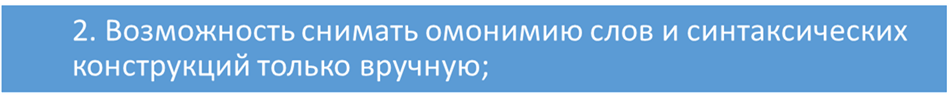 2. Возможность снимать омонимию слов и синтаксических
конструкций только вручную;